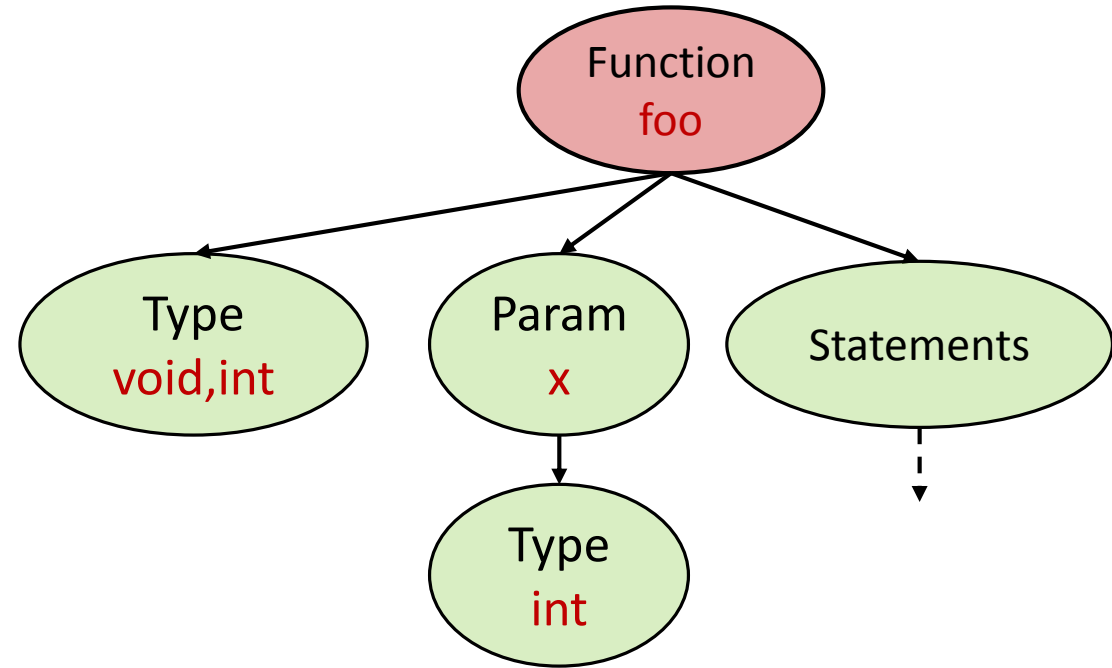 Function
foo
Type
void,int
Param
x
Statements
Type
int